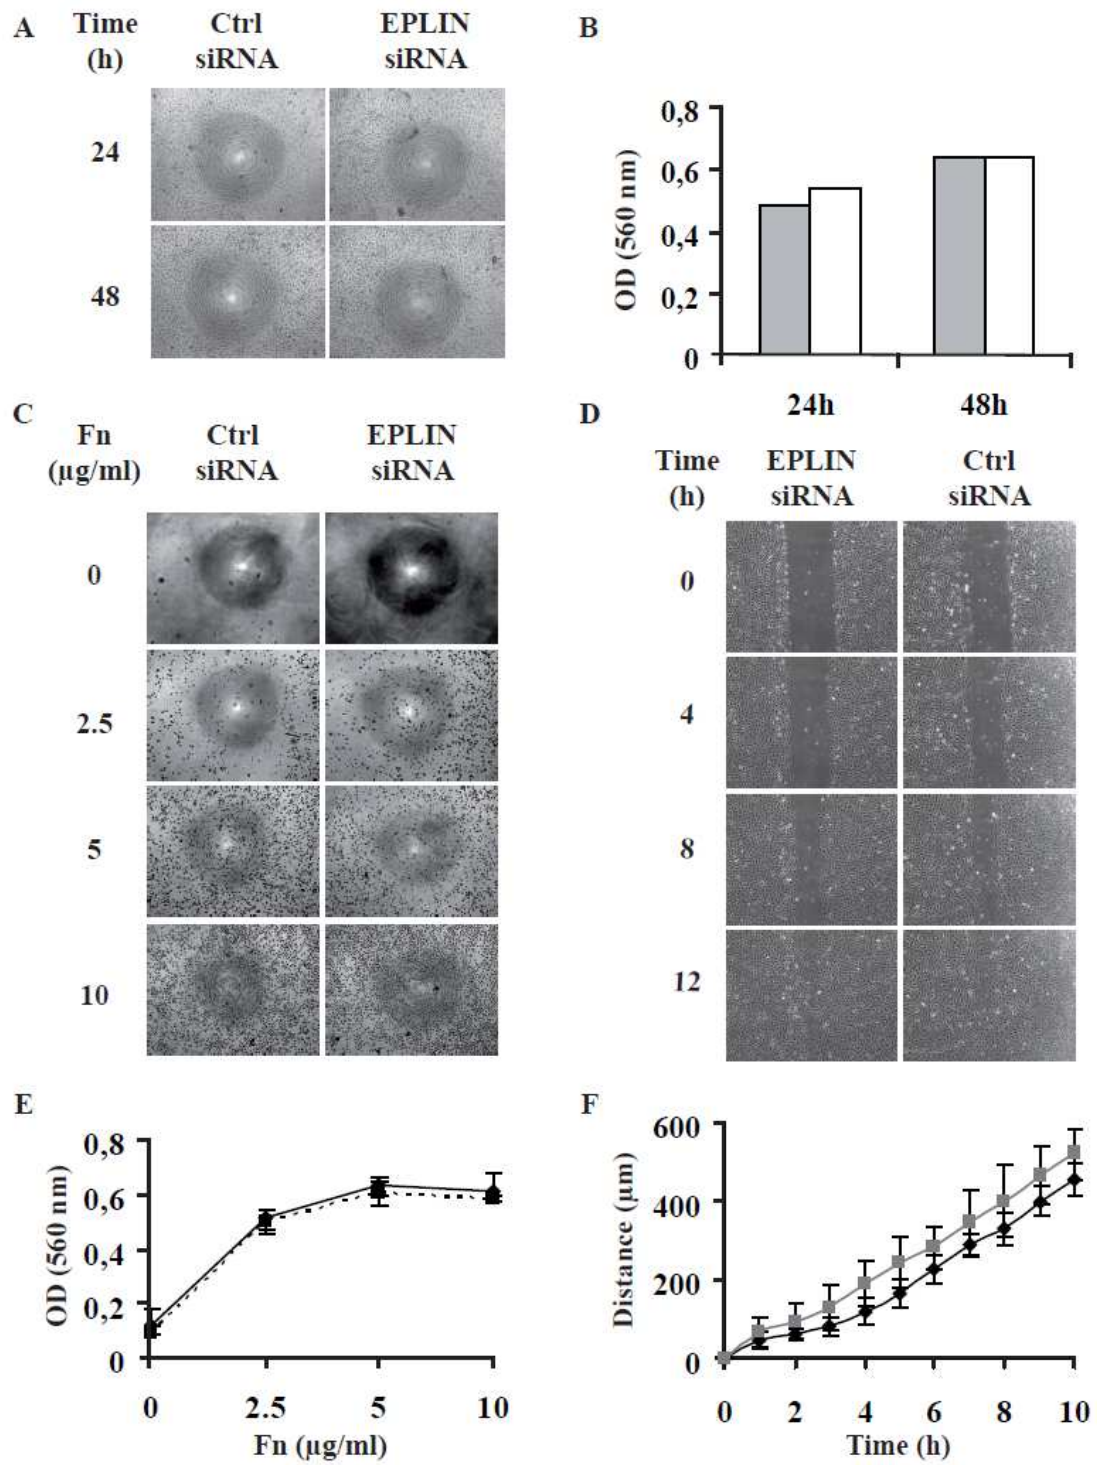 A
Time (h)
Ctrl siRNA
EPLIN siRNA
24
48
B
OD (560 nm)
0,8
0,6
0,4
0,2
0
24h
48h
C
Fn (µg/ml)
Ctrl siRNA
EPLIN siRNA
0
2.5
5
10
D
Time (h)
EPLIN siRNA
Ctrl siRNA
0
4
8
12
E
OD (560 nm)
0,8
0,6
0,4
0,2
0
0 2.5 5 10
Fn (µg/ml)
F
Distance (µm)
600
400
200
0
0 2 4 6 8 10
Time (h)